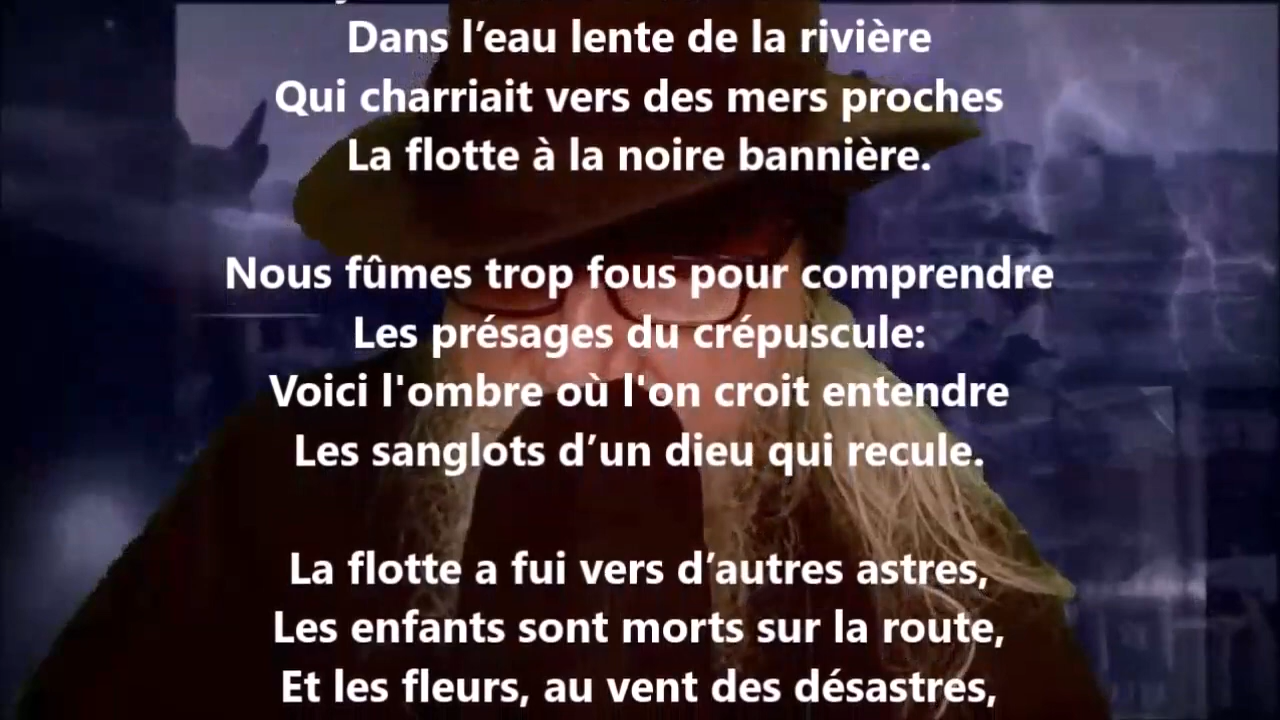 Dans l’eau lente de la rivière
Qui charriait vers des mers proches
La flotte à la noire bannière.
Nous fûmes trop fous pour comprendre
Les présages du crépuscule:
Voici l'ombre où l'on croit entendre
Les sanglots d’un dieu qui recule.
La flotte a fui vers d’autres astres,
Les enfants sont morts sur la route,
Et les fleurs, au vent des désastres,